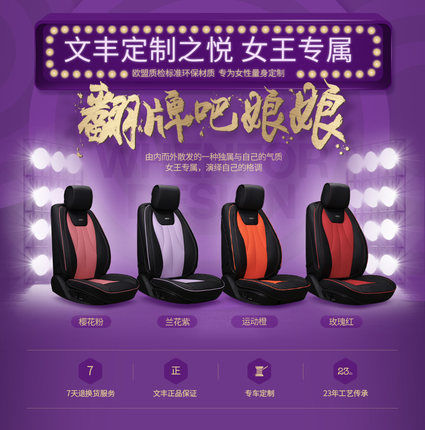 文丰定制之悦 女王专属
欧盟质检标准环保材质 专为女性量身定制
翻牌吧娘娘
由内而外散发的一种独属与自己的气质
女王专属，演绎自己的格调
樱花粉
兰花紫
运动橙
玫瑰红
7
正
23
7天退换货服务
文丰正品保证
专车定制
23年工艺传承